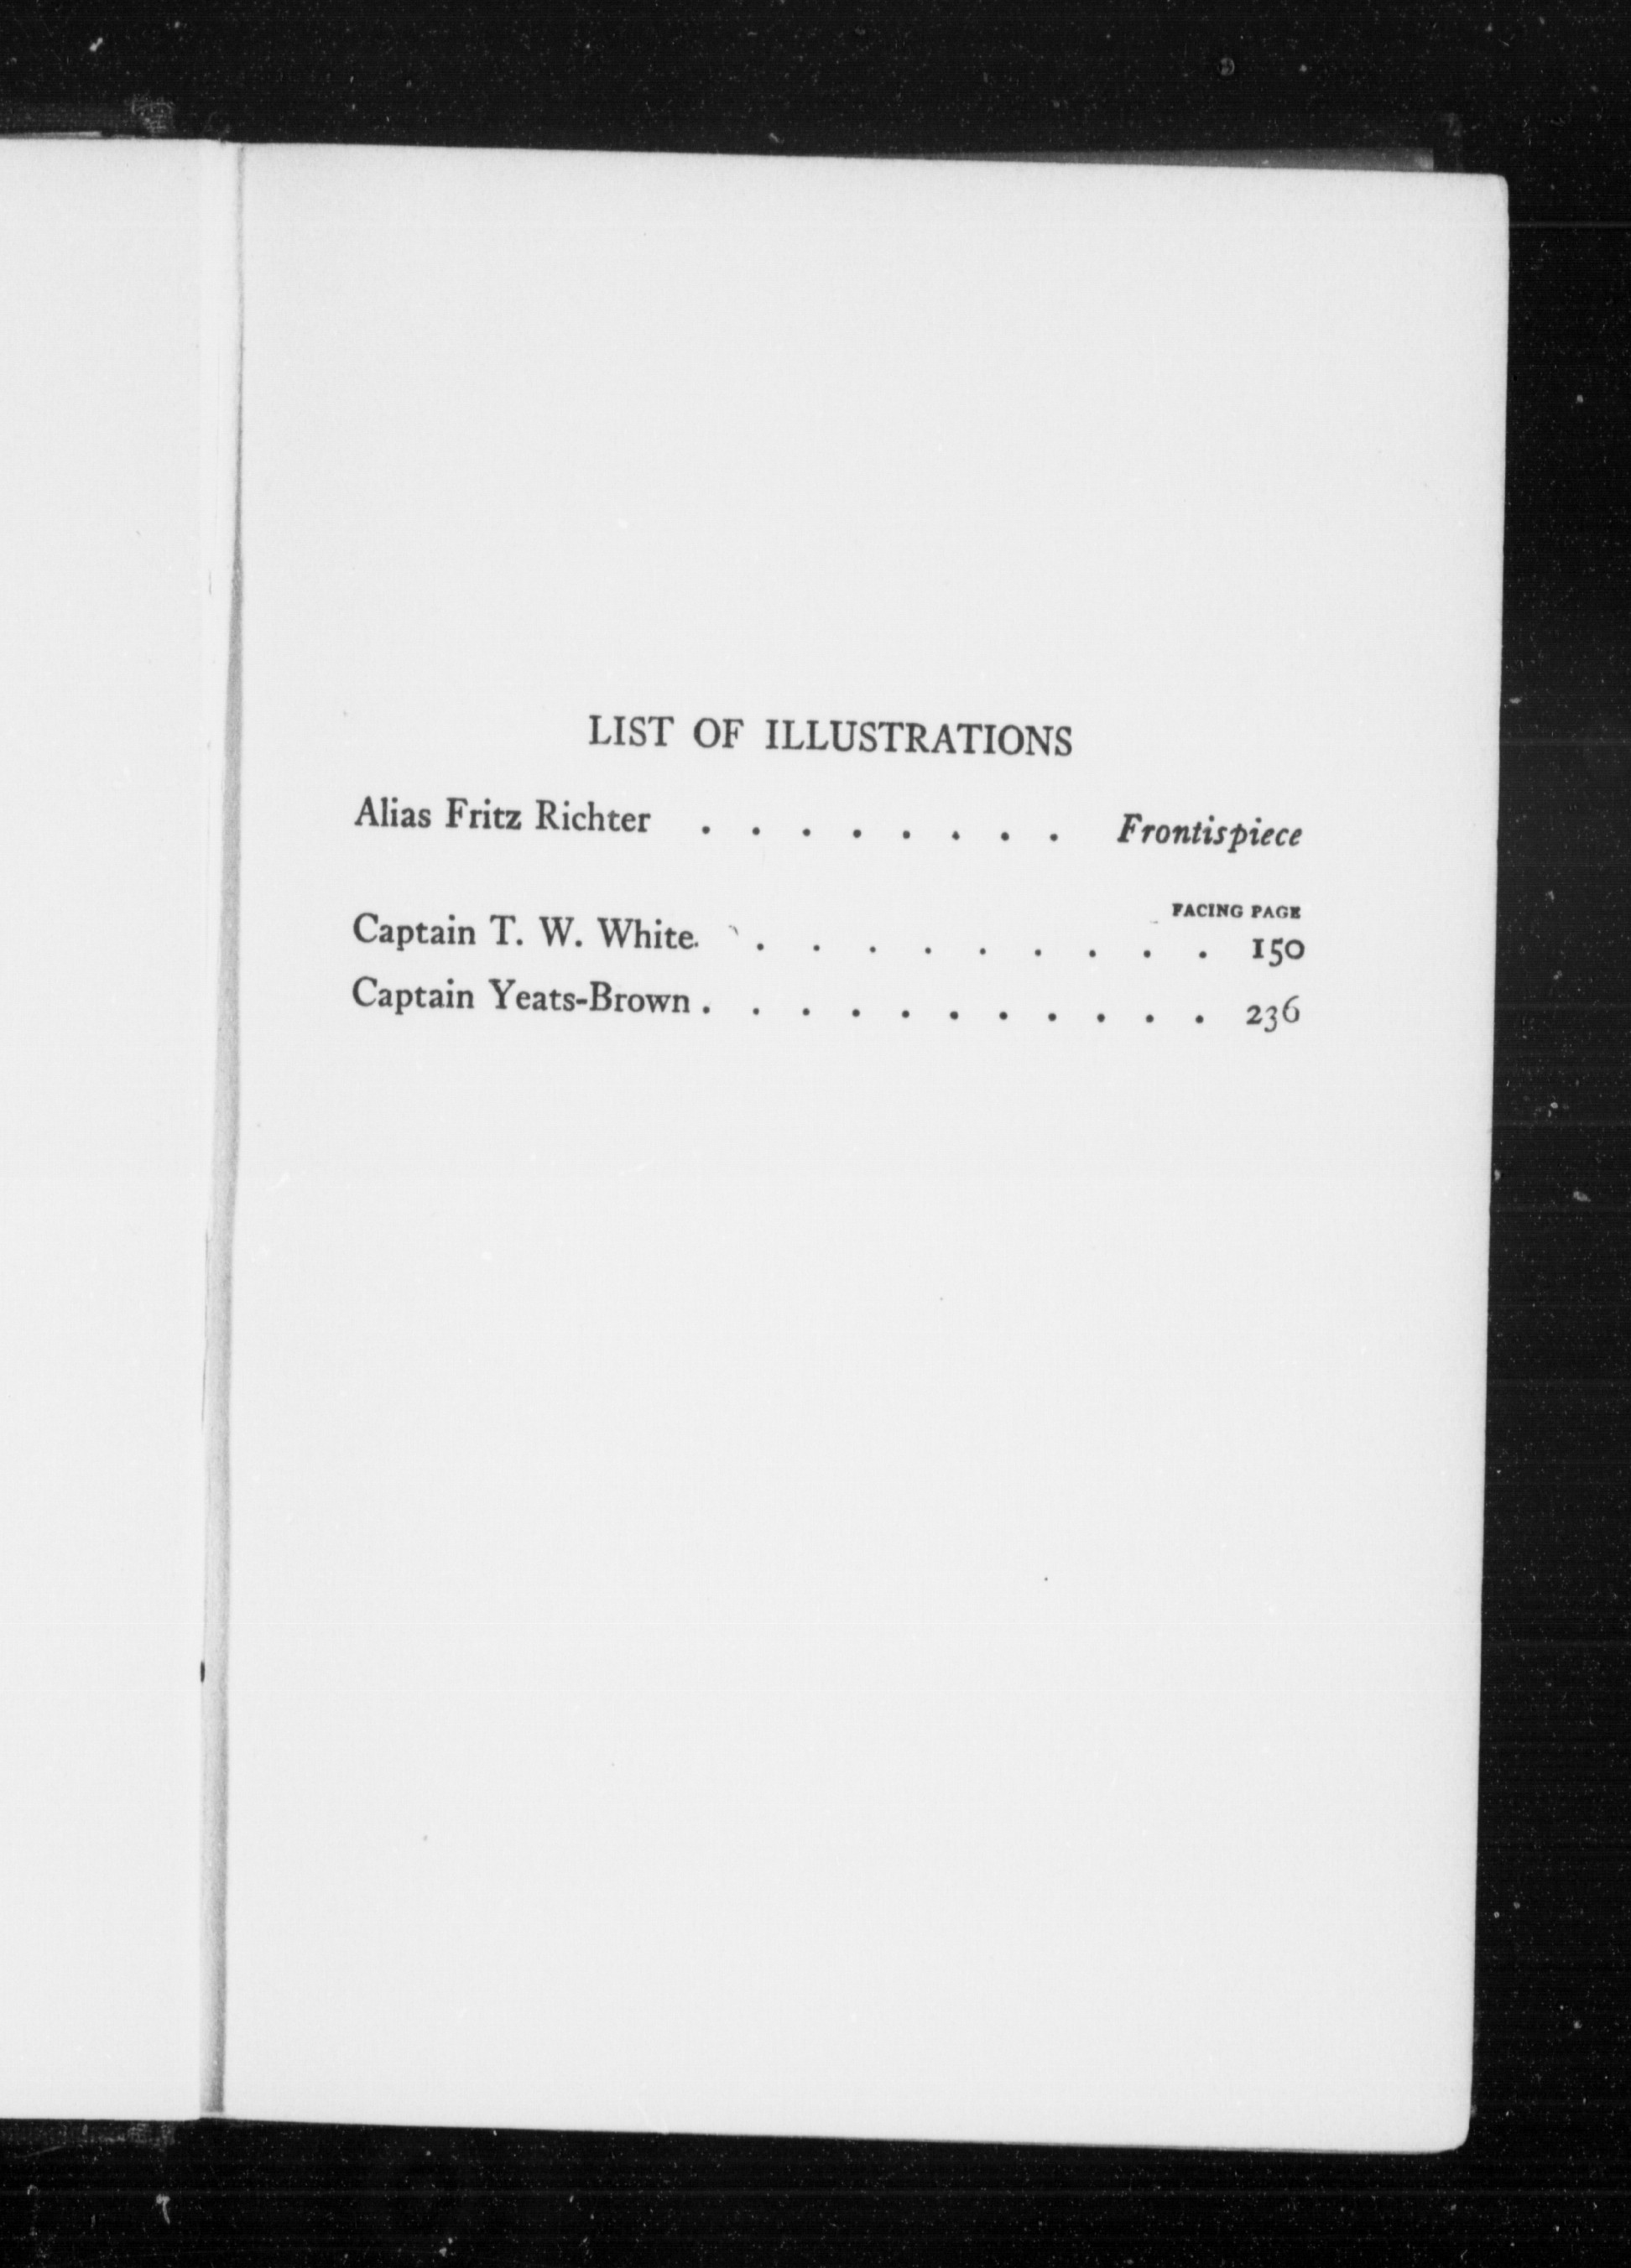 LIST OF ILLUSTRATIONS
Alias Fritz Richter . . . . . . . . Frontispiece
FACING PAGE
Captain T. W. White. . . . . . . . . . 150
Captain Yeats-Brown . . . . . . . . . . . 236